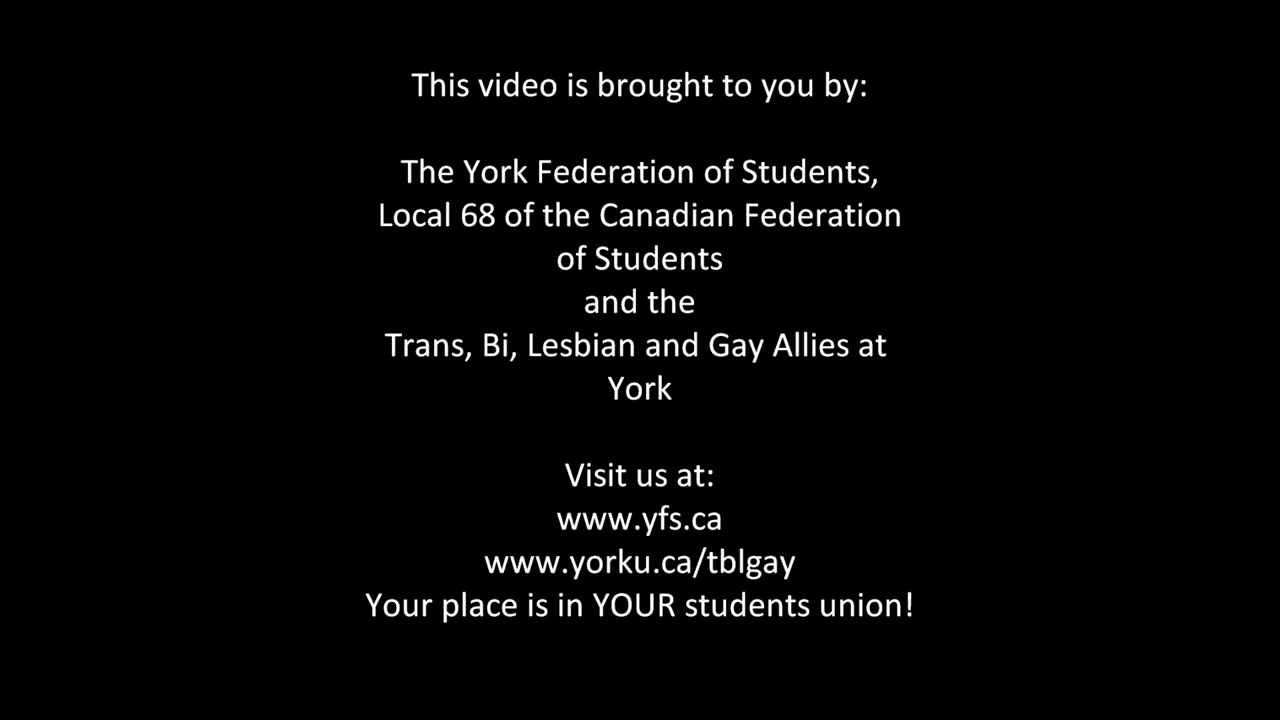 This video is brought to you by:
The York Federation of Students,
Local 68 of the Canadian Federation
of Students
and the
Trans, Bi, Lesbian and Gay Allies at
York
Visit us at:
www.yfs.ca
www.yorku.ca/tblgay
Your place is in YOUR students union!